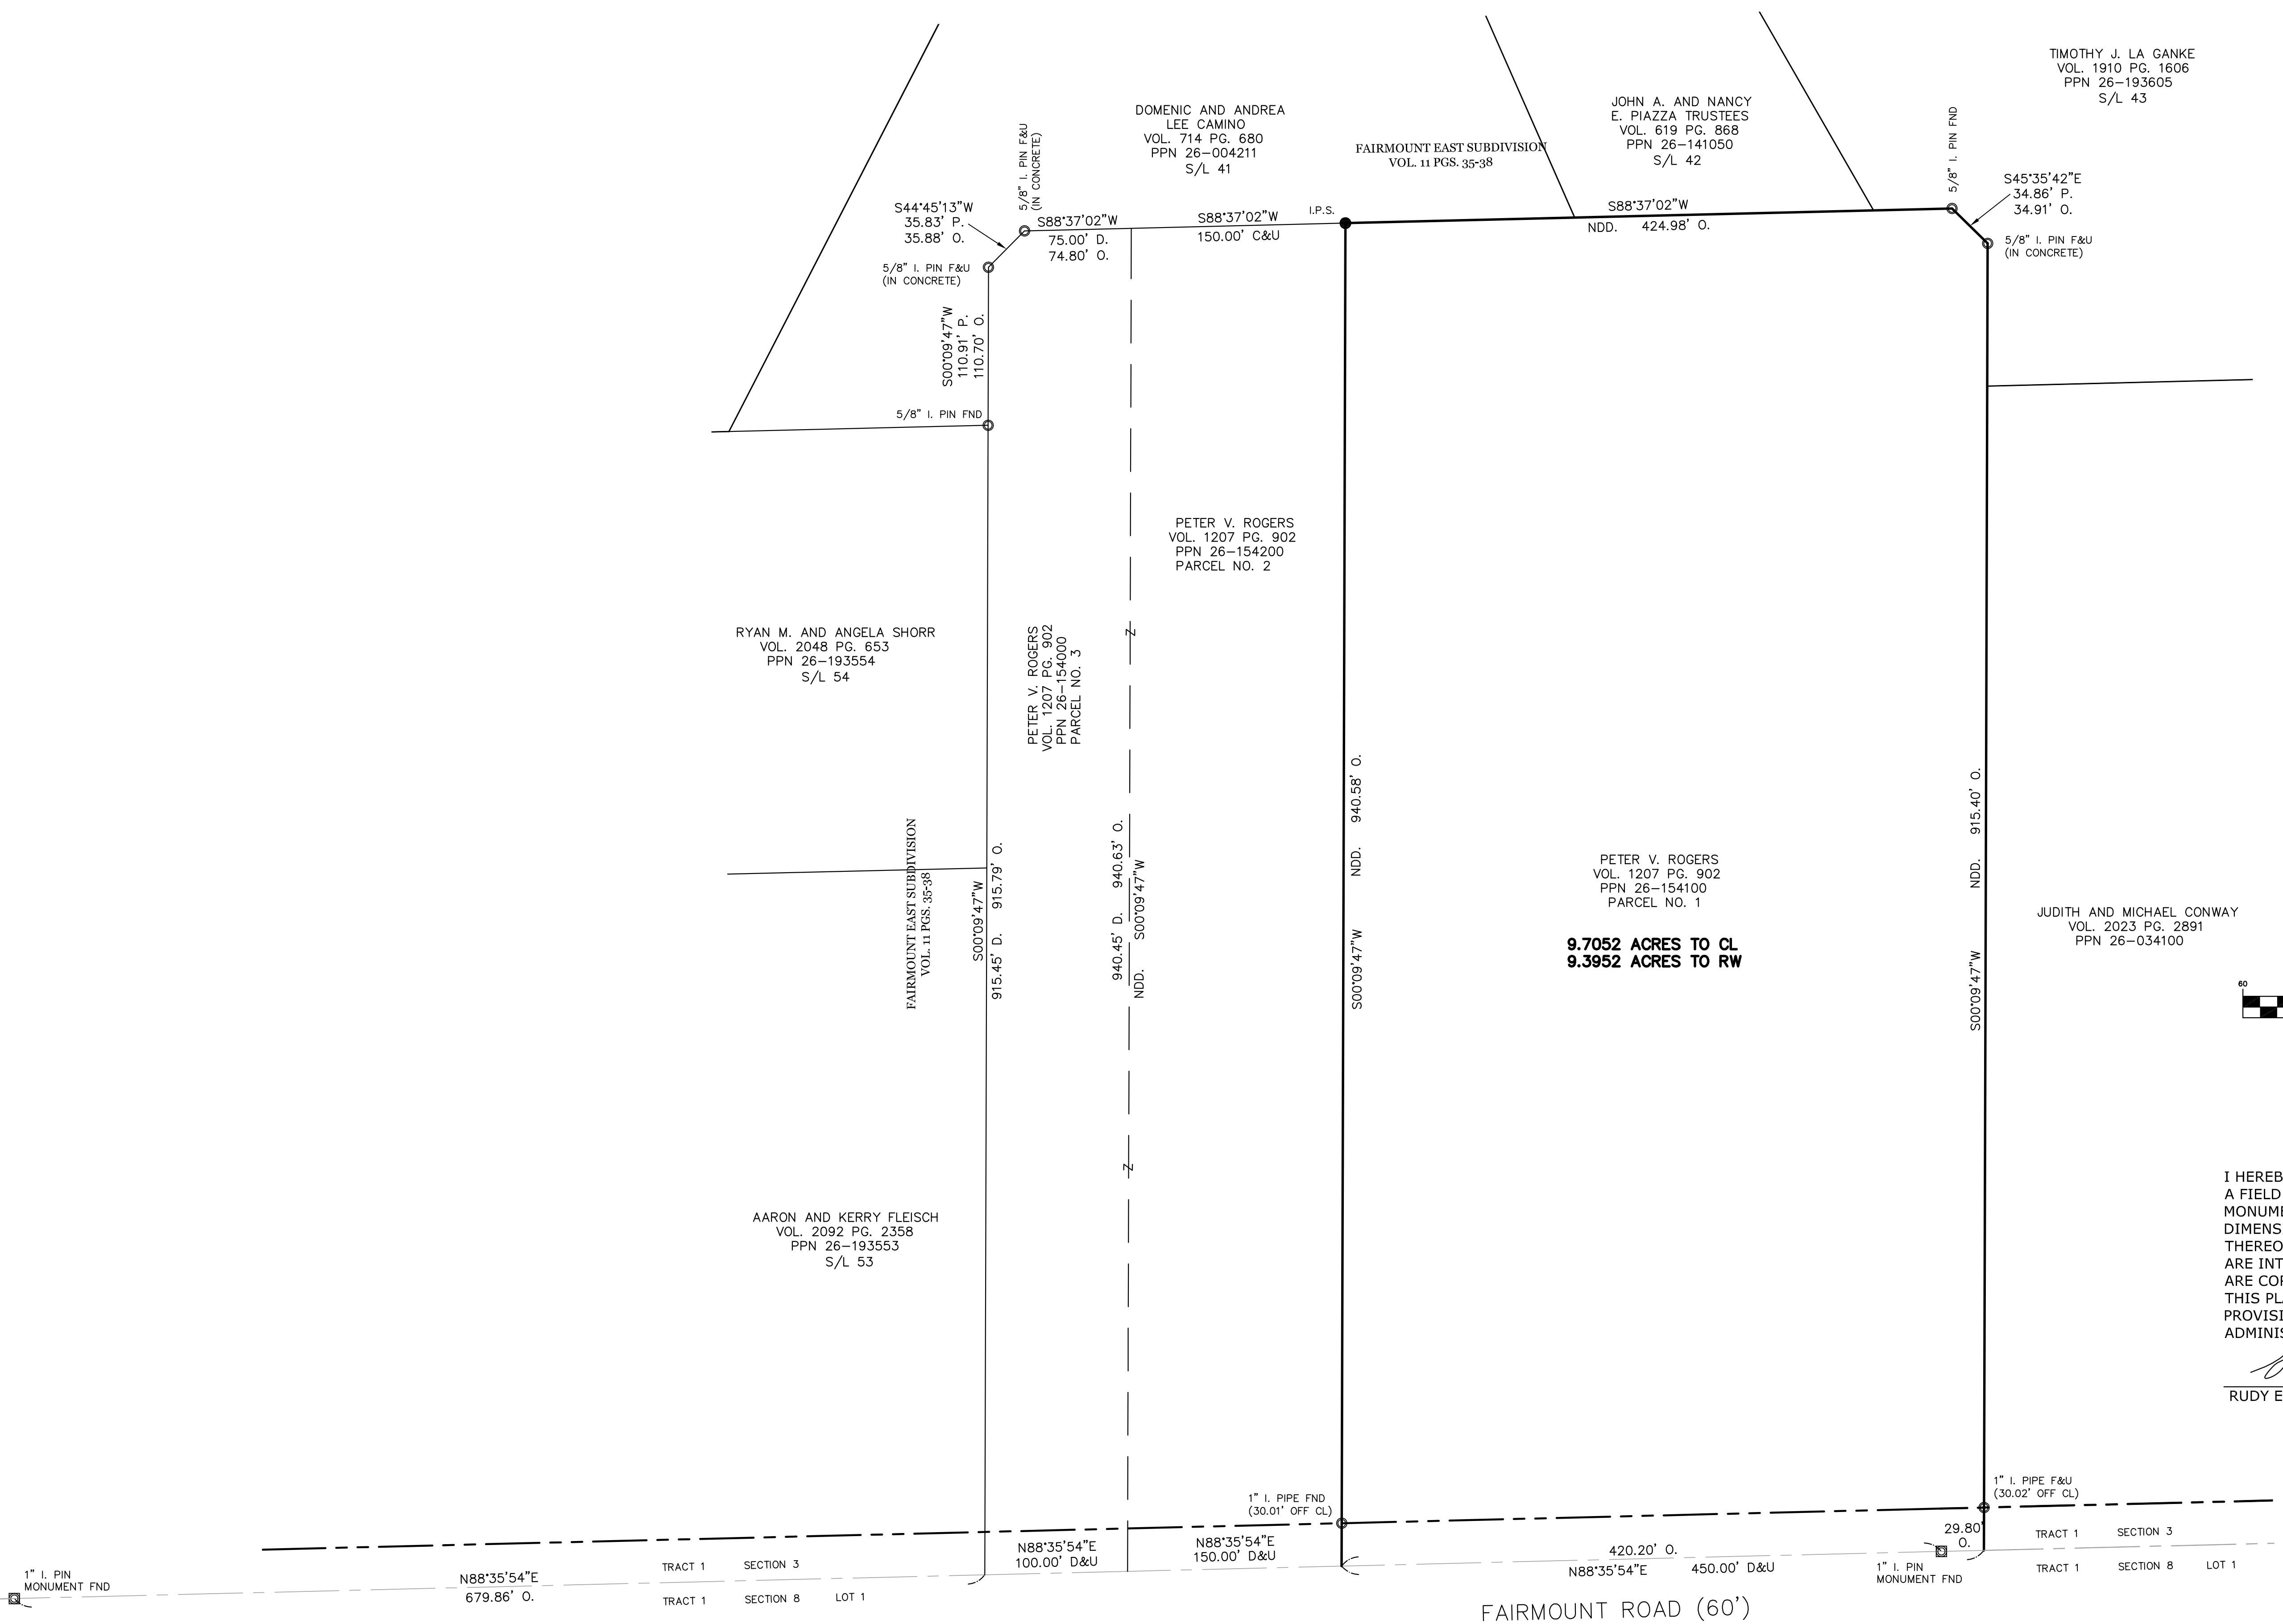 TIMOTHY J. LA GANKE
VOL. 1910 PG. 1606
PPN 26-193605
S/L 43
DOMENIC AND ANDREA
LEE CAMINO
VOL. 714 PG. 680
PPN 26-004211
S/L 41
JOHN A. AND NANCY
E. PIAZZA TRUSTEES
VOL. 619 PG. 868
PPN 26-141050
S/L 42
FAIRMOUNT EAST SUBDIVISION
VOL. 11 PGS. 35-38
5/8" I. PIN F&U
(IN CONCRETE)
5/8" I. PIN FND
S45°35'42"E
34.86' P.
34.91' O.
S44°45'13"W
35.83' P.
35.88' O.
S88°37'02"W
75.00' D.
74.80' O.
S88°37'02"W
150.00' C&U
I.P.S.
S88°37'02"W
NDD. 424.98' O.
5/8" I. PIN F&U
(IN CONCRETE)
5/8" I. PIN F&U
(IN CONCRETE)
S00°09'47"W
110.91' P.
110.70' O.
5/8" I. PIN FND
PETER V. ROGERS
VOL. 1207 PG. 902
PPN 26-154200
PARCEL NO. 2
RYAN M. AND ANGELA SHORR
VOL. 2048 PG. 653
PPN 26-193554
S/L 54
PETER V. ROGERS
VOL. 1207 PG. 902
PPN 26-154000
PARCEL NO. 3
Z
FAIRMOUNT EAST SUBDIVISION
VOL. 11 PGS. 35-38
S00°09'47"W
915.45' D. 915.79' O.
940.45' D. 940.63' O.
NDD. S00°09'47"W
S00°09'47"W NDD. 940.58' O.
PETER V. ROGERS
VOL. 1207 PG. 902
PPN 26-154100
PARCEL NO. 1
9.7052 ACRES TO CL
9.3952 ACRES TO RW
S00°09'47"W NDD. 915.40' O.
JUDITH AND MICHAEL CONWAY
VOL. 2023 PG. 2891
PPN 26-034100
60
Z
AARON AND KERRY FLEISCH
VOL. 2092 PG. 2358
PPN 26-193553
S/L 53
I HEREB
A FIELD
MONUME
DIMENS
THEREO
ARE INT
ARE COR
THIS PL
PROVISI
ADMINIS
RUDY E
1" I. PIPE FND
(30.01' OFF CL)
1" I. PIPE F&U
(30.02' OFF CL)
N88°35'54"E
100.00' D&U
N88°35'54"E
150.00' D&U
420.20' O.
N88°35'54"E 450.00' D&U
29.80'
O.
1" I. PIN
MONUMENT FND
TRACT 1 SECTION 3
TRACT 1 SECTION 8 LOT 1
1" I. PIN
MONUMENT FND
N88°35'54"E
679.86' O.
TRACT 1 SECTION 3
TRACT 1 SECTION 8 LOT 1
FAIRMOUNT ROAD (60')